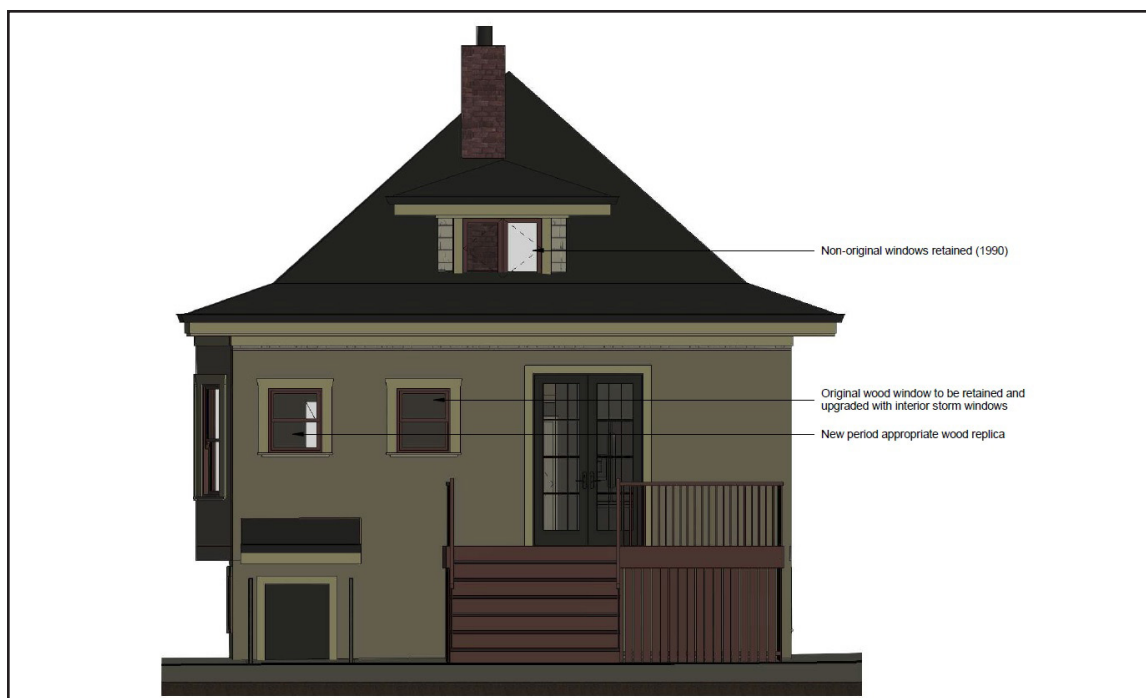 Non-original windows retained (1990)
Original wood window to be retained and
upgraded with interior storm windows
New period appropriate wood replica